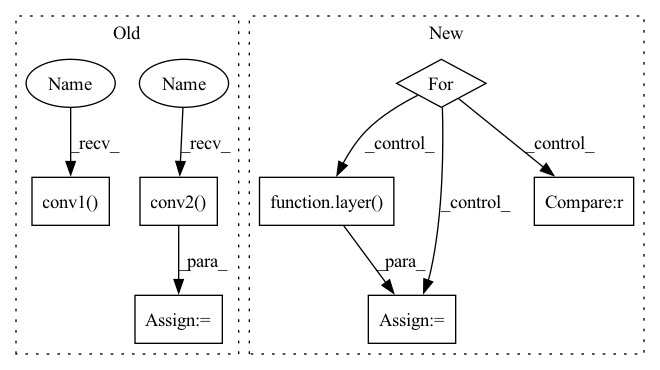 Old
New
Name
Name
For
_recv_
_recv_
_control_
_control_
_control_
conv1()
conv2()
function.layer()
Compare:r
_para_
_para_
Assign:=
Assign:=